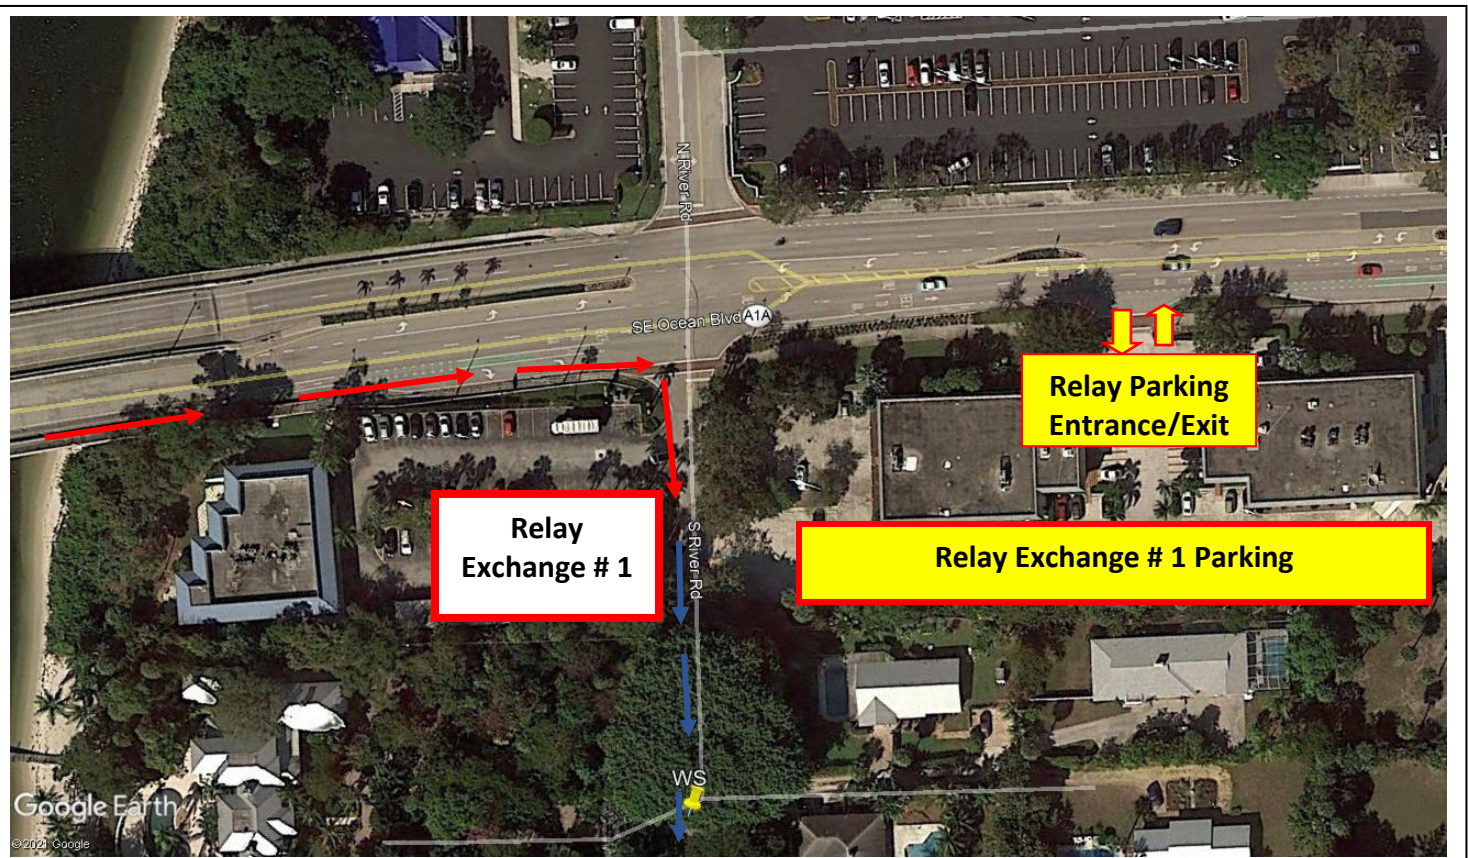 N River Rd
SE Ocean Blvd
A1A
Relay Parking
Entrance/Exit
Relay
Exchange # 1
S River Rd
Relay Exchange # 1 Parking
WS
Google Earth
© 2021 Google